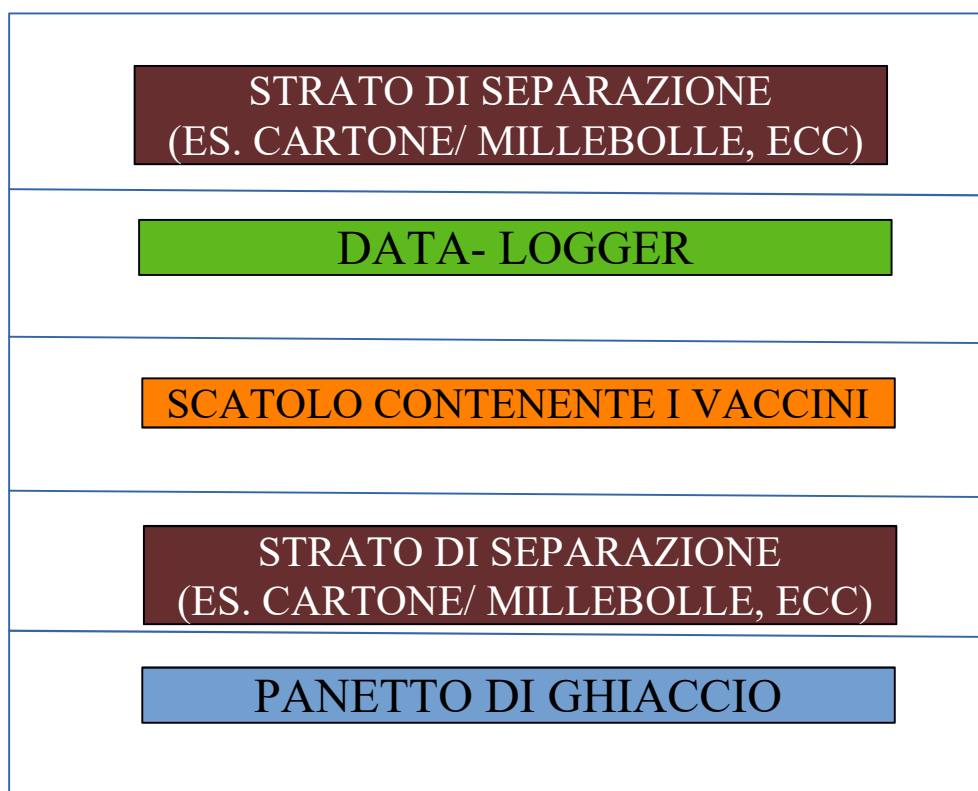 STRATO DI SEPARAZIONE
(ES. CARTONE/ MILLEBOLLE, ECC)
DATA- LOGGER
SCATOLO CONTENENTE I VACCINI
STRATO DI SEPARAZIONE
(ES. CARTONE/ MILLEBOLLE, ECC)
PANETTO DI GHIACCIO